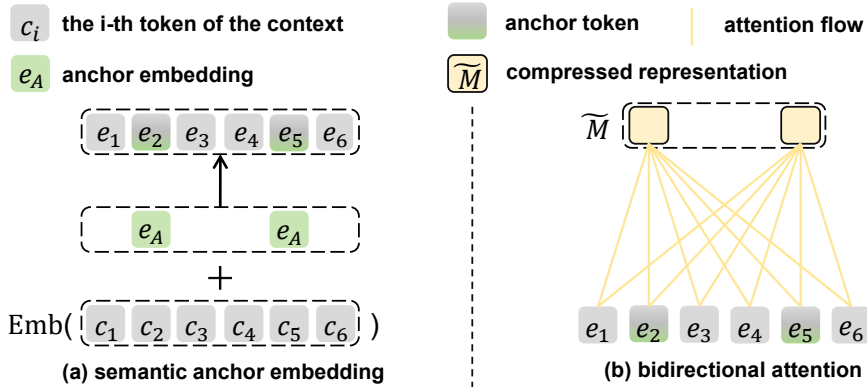 c_i the i-th token of the context
e_A anchor embedding
e_1 e_2 e_3 e_4 e_5 e_6
e_A e_A
+
Emb( c_1 c_2 c_3 c_4 c_5 c_6 )
(a) semantic anchor embedding
anchor token attention flow
M̃ compressed representation
M̃
e_1 e_2 e_3 e_4 e_5 e_6
(b) bidirectional attention